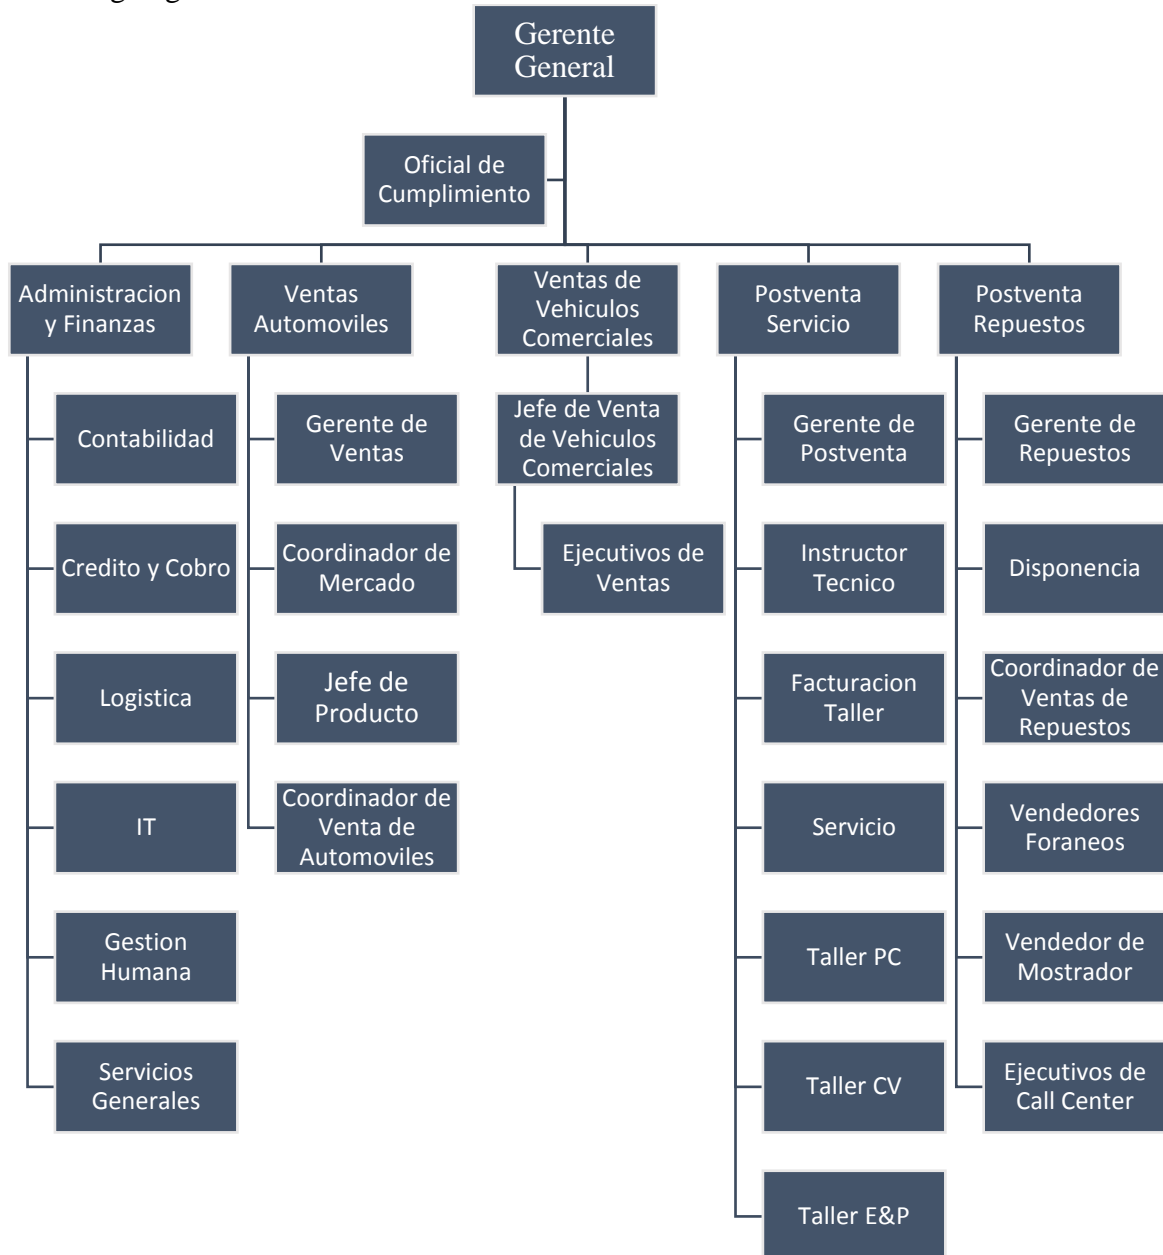 Gerente
General
Oficial de
Cumplimiento
Administracion
y Finanzas
Ventas
Automoviles
Ventas de
Vehiculos
Comerciales
Postventa
Servicio
Postventa
Repuestos
Contabilidad
Gerente de
Ventas
Jefe de Venta
de Vehiculos
Comerciales
Gerente de
Postventa
Gerente de
Repuestos
Credito y Cobro
Coordinador de
Mercado
Ejecutivos de
Ventas
Instructor
Tecnico
Disponencia
Logistica
Jefe de
Producto
Facturacion
Taller
Coordinador de
Ventas de
Repuestos
IT
Coordinador de
Venta de
Automoviles
Servicio
Vendedores
Foraneos
Gestion
Humana
Taller PC
Vendedor de
Mostrador
Servicios
Generales
Taller CV
Ejecutivos de
Call Center
Taller E&P